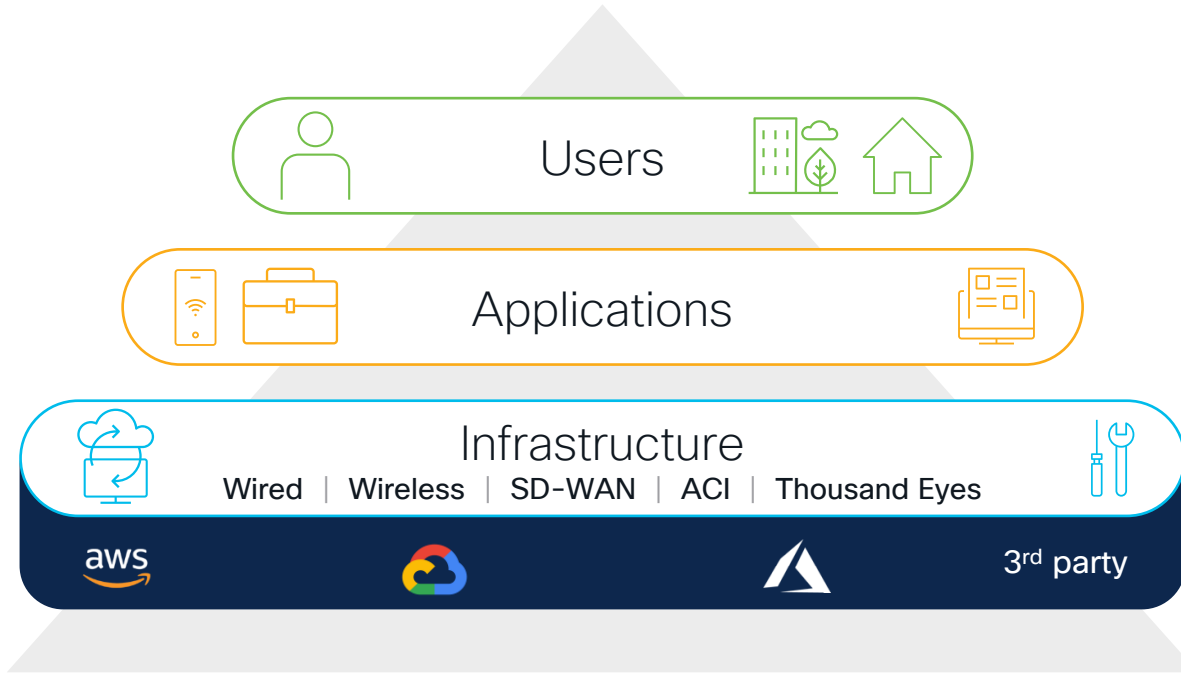 Users
Applications
Infrastructure
Wired | Wireless | SD-WAN | ACI | Thousand Eyes
aws 3rd party